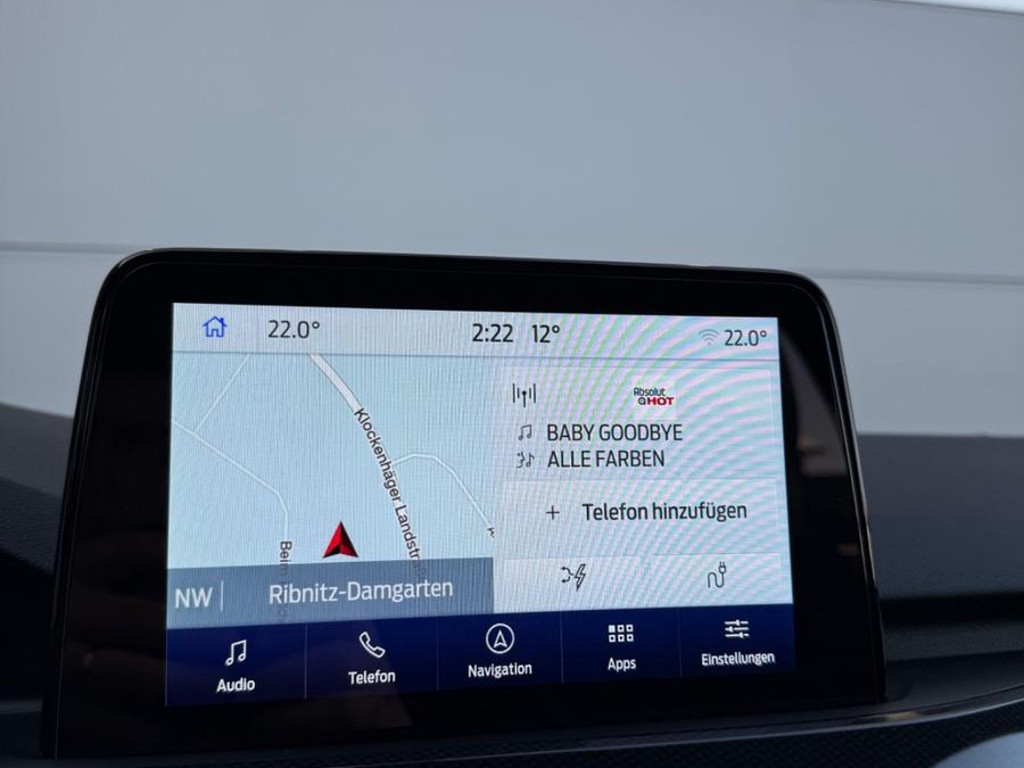 22.0°
2:22 12°
22.0°
Klockenhäger Landstra
Absolut
HOT
BABY GOODBYE
ALLE FARBEN
+ Telefon hinzufügen
NW
Ribnitz-Damgarten
Audio
Telefon
Navigation
Apps
Einstellungen